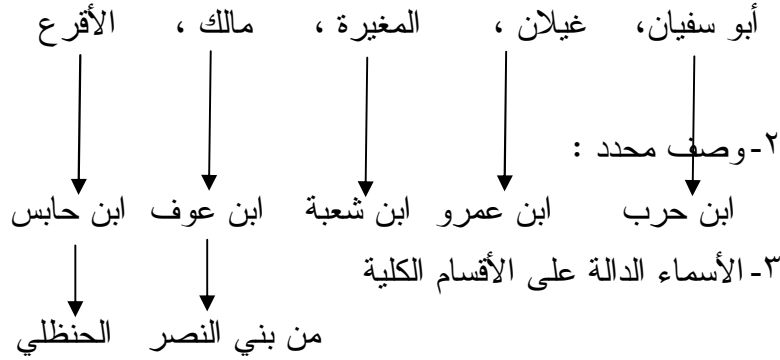 أبو سفيان، غيلان ، المغيرة ، مالك ، الأقرع
٢- وصف محدد :
ابن حرب ابن عمرو ابن شعبة ابن عوف ابن حابس
٣- الأسماء الدالة على الأقسام الكلية
من بني النصر الحنظلي